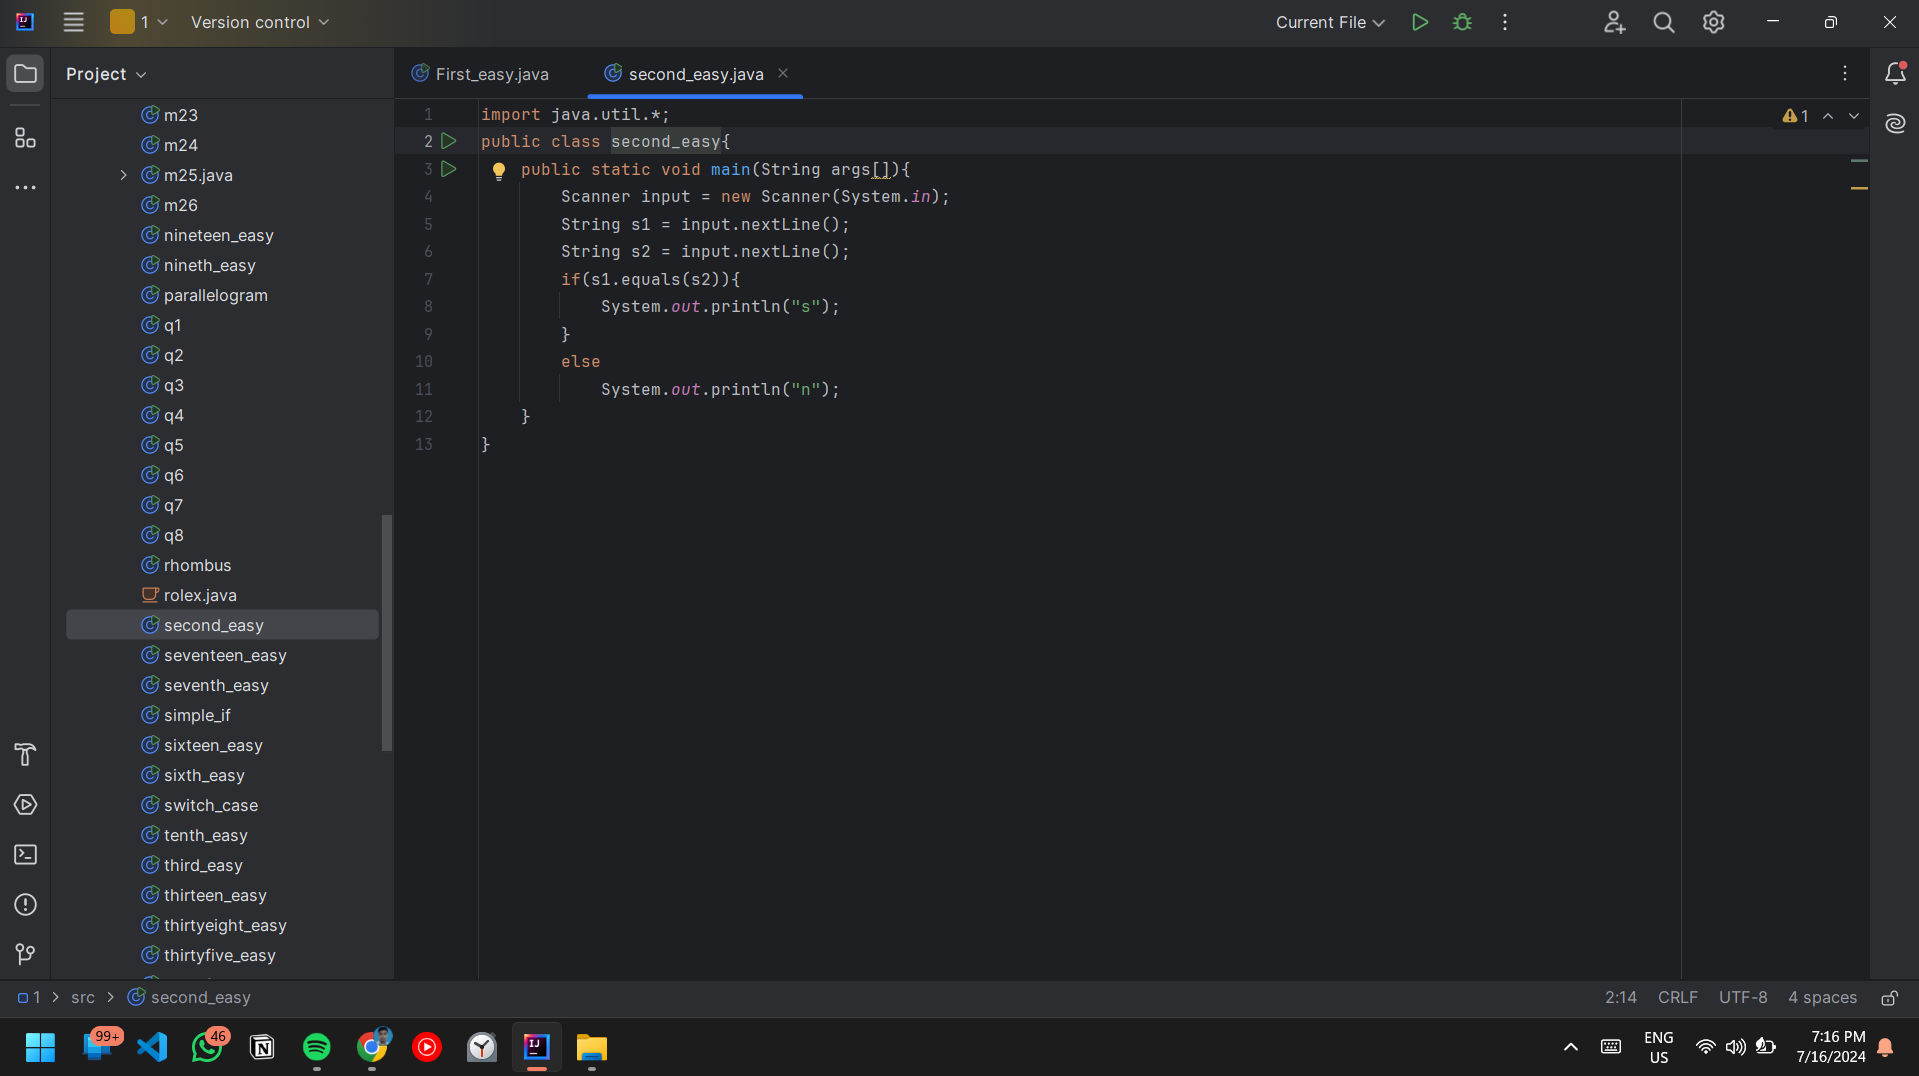 1
Version control
Current File
Project
First_easy.java
second_easy.java
m23
m24
m25.java
m26
nineteen_easy
nineth_easy
parallelogram
q1
q2
q3
q4
q5
q6
q7
q8
rhombus
rolex.java
second_easy
seventeen_easy
seventh_easy
simple_if
sixteen_easy
sixth_easy
switch_case
tenth_easy
third_easy
thirteen_easy
thirtyeight_easy
thirtyfive_easy
1 import java.util.*;
2 public class second_easy{
3 public static void main(String args[]){
4 Scanner input = new Scanner(System.in);
5 String s1 = input.nextLine();
6 String s2 = input.nextLine();
7 if(s1.equals(s2)){
8 System.out.println("s");
9 }
10 else
11 System.out.println("n");
12 }
13 }
1
1 > src > second_easy
2:14 CRLF UTF-8 4 spaces
99+
46
ENG
US
7:16 PM
7/16/2024